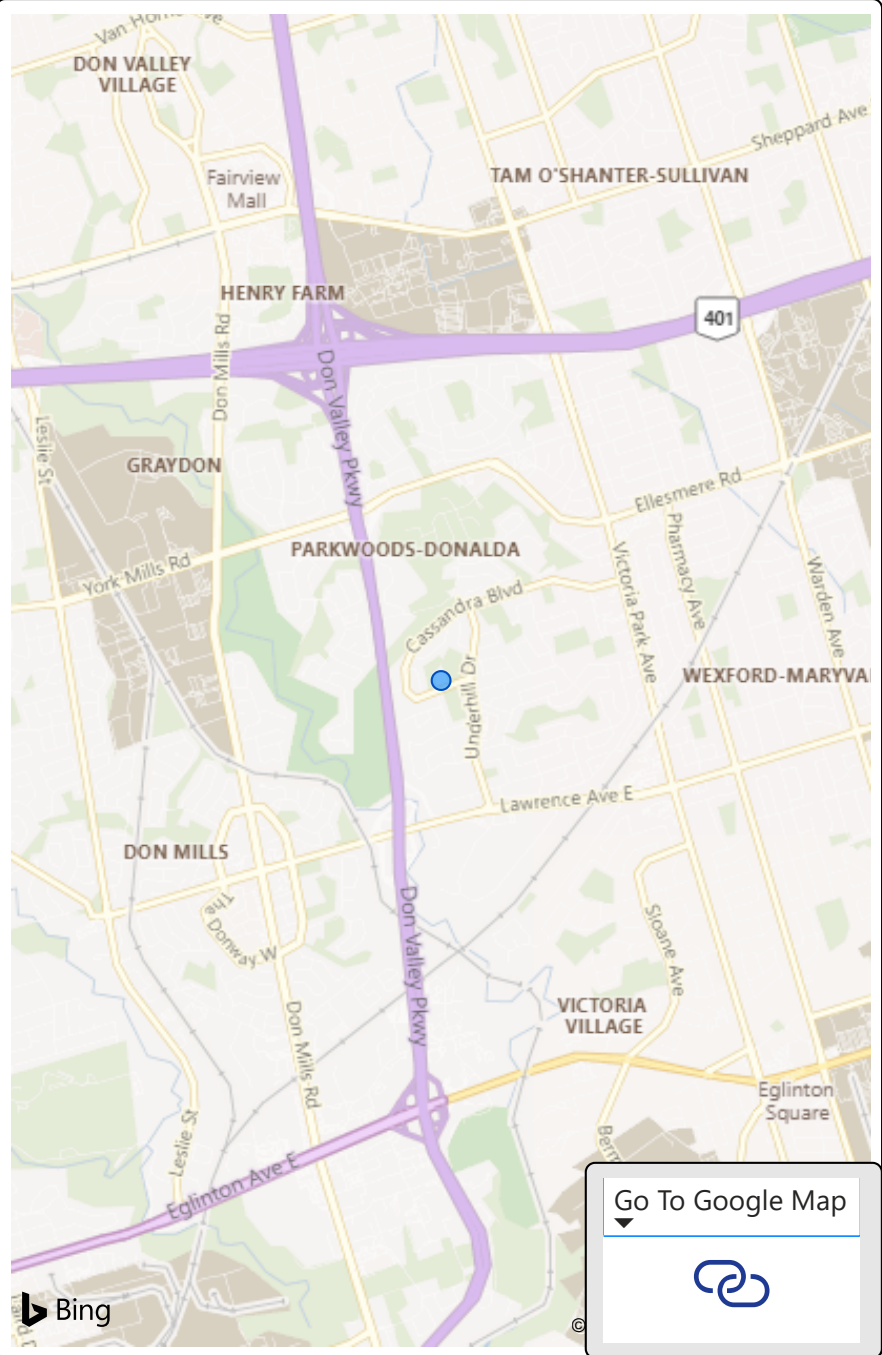 Van Horne Ave
DON VALLEY
VILLAGE
Sheppard Ave
Fairview
Mall
TAM O'SHANTER-SULLIVAN
HENRY FARM
401
Don Mills Rd
Don Valley Pkwy
Leslie St
GRAYDON
Ellesmere Rd
Pharmacy Ave
PARKWOODS-DONALDA
York Mills Rd
Victoria Park Ave
Warden Ave
Cassandra Blvd
Underhill Dr
WEXFORD-MARYVA
Lawrence Ave E
DON MILLS
The Donway W
Don Valley Pkwy
Sloane Ave
VICTORIA
VILLAGE
Don Mills Rd
Eglinton
Square
Leslie St
Berm
Eglinton Ave E
Go To Google Map
Bing
©